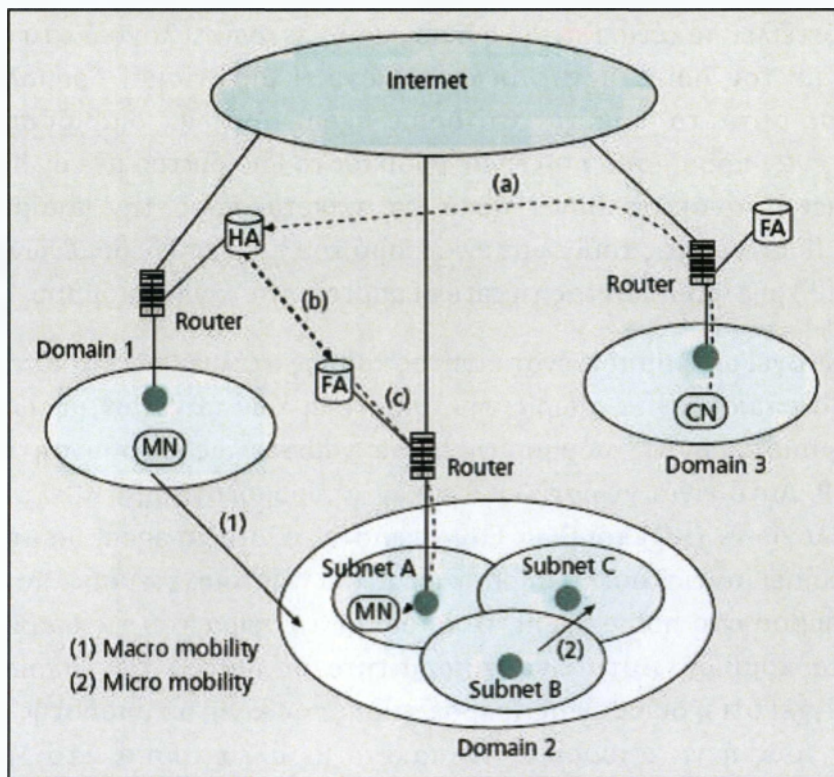 Internet
(a)
HA
FA
Router
Router
(b)
Domain 1
FA
(c)
CN
MN
Router
Domain 3
(1)
Subnet A
Subnet C
MN
(1) Macro mobility
(2) Micro mobility
(2)
Subnet B
Domain 2